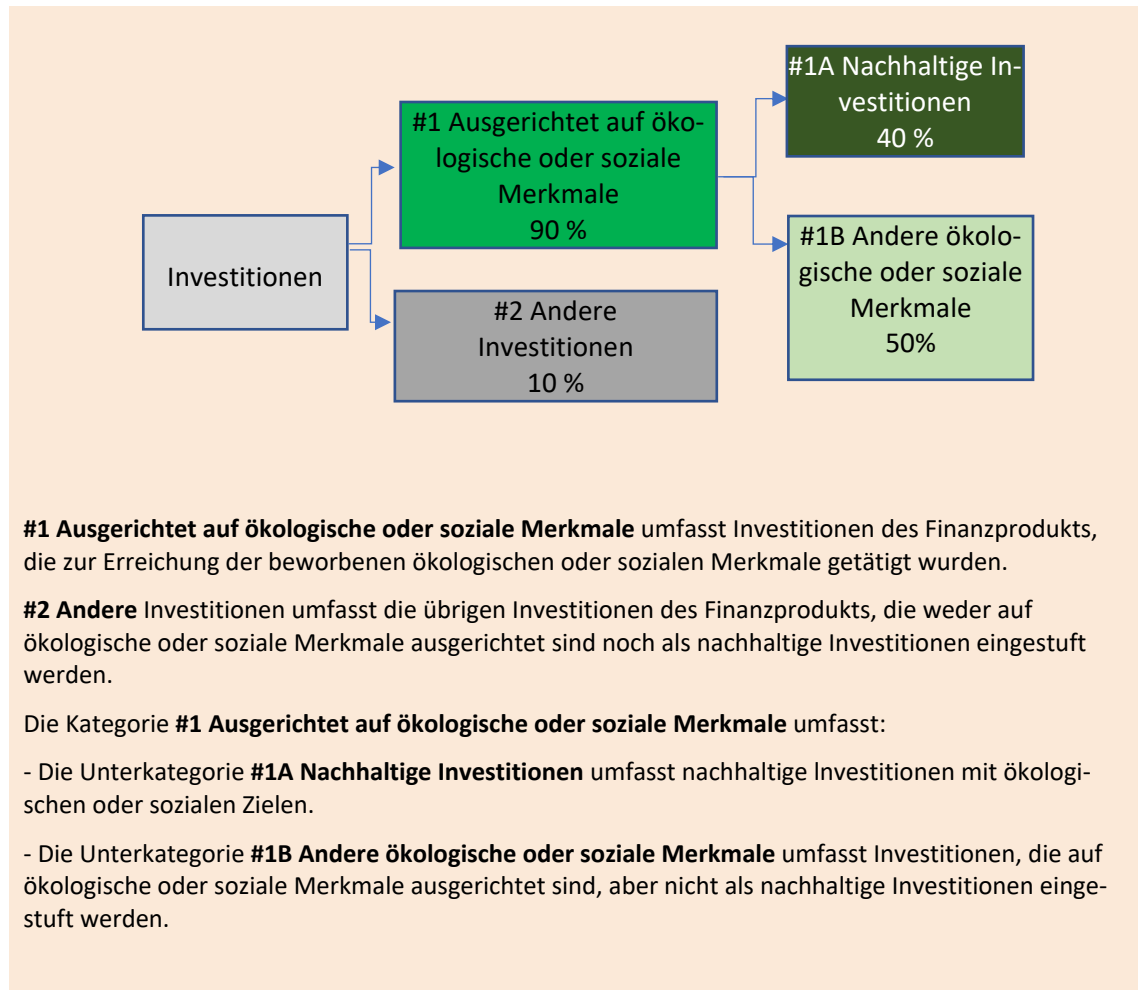 #1A Nachhaltige In-
vestitionen
40 %
#1 Ausgerichtet auf öko-
logische oder soziale
Merkmale
90 %
#1B Andere ökolo-
gische oder soziale
Merkmale
50%
Investitionen
#2 Andere
Investitionen
10 %
#1 Ausgerichtet auf ökologische oder soziale Merkmale umfasst Investitionen des Finanzprodukts,
die zur Erreichung der beworbenen ökologischen oder sozialen Merkmale getätigt wurden.
#2 Andere Investitionen umfasst die übrigen Investitionen des Finanzprodukts, die weder auf
ökologische oder soziale Merkmale ausgerichtet sind noch als nachhaltige Investitionen eingestuft
werden.
Die Kategorie #1 Ausgerichtet auf ökologische oder soziale Merkmale umfasst:
- Die Unterkategorie #1A Nachhaltige Investitionen umfasst nachhaltige lnvestitionen mit ökologi-
schen oder sozialen Zielen.
- Die Unterkategorie #1B Andere ökologische oder soziale Merkmale umfasst Investitionen, die auf
ökologische oder soziale Merkmale ausgerichtet sind, aber nicht als nachhaltige Investitionen einge-
stuft werden.